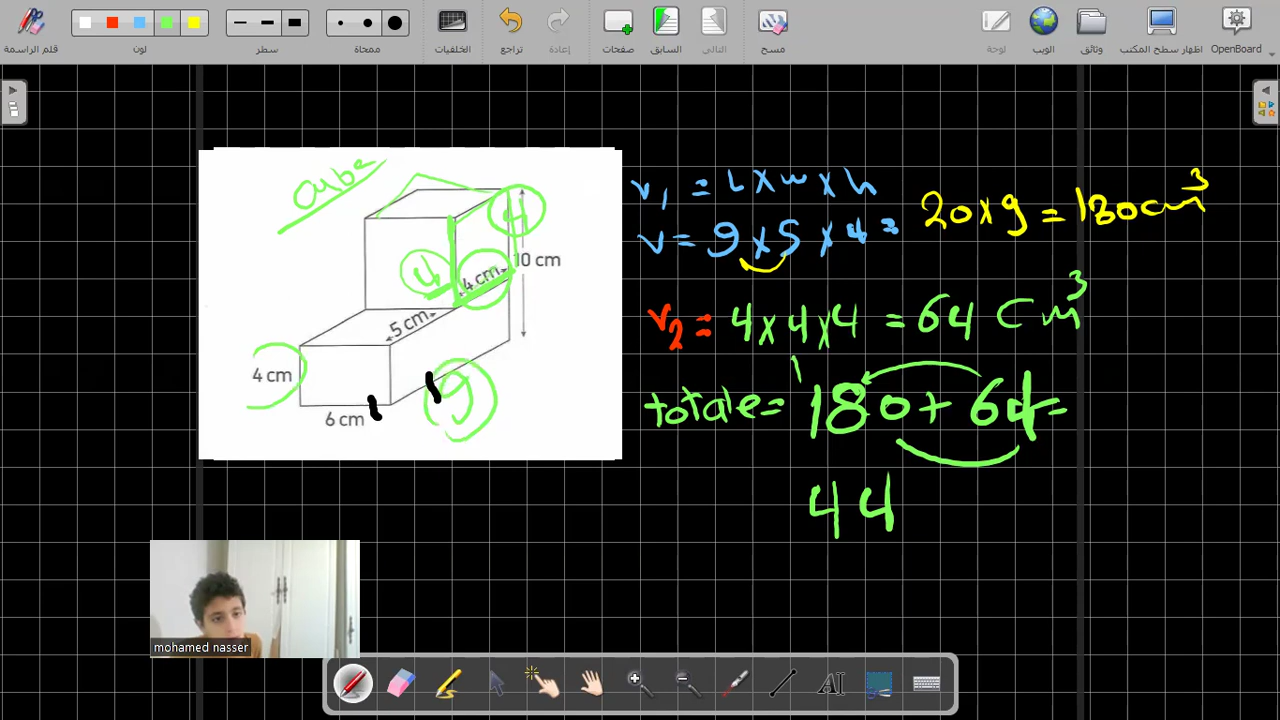 قلم الراسمة
لون
سطر
ممحاة
الخلفيات
تراجع
إعادة
صفحات
السابق
التالي
مسح
لوحة
الويب
وثائق
اظهار سطح المكتب
OpenBoard
cube
4
10 cm
4
4 cm
5 cm
4 cm
9
6 cm
V1 = L x w x h
V = 9 x 5 x 4 =
20 x 9 = 180 cm3
V2 = 4 x 4 x 4 = 64 cm3
1
totale = 180 + 64 =
44
mohamed nasser
AI